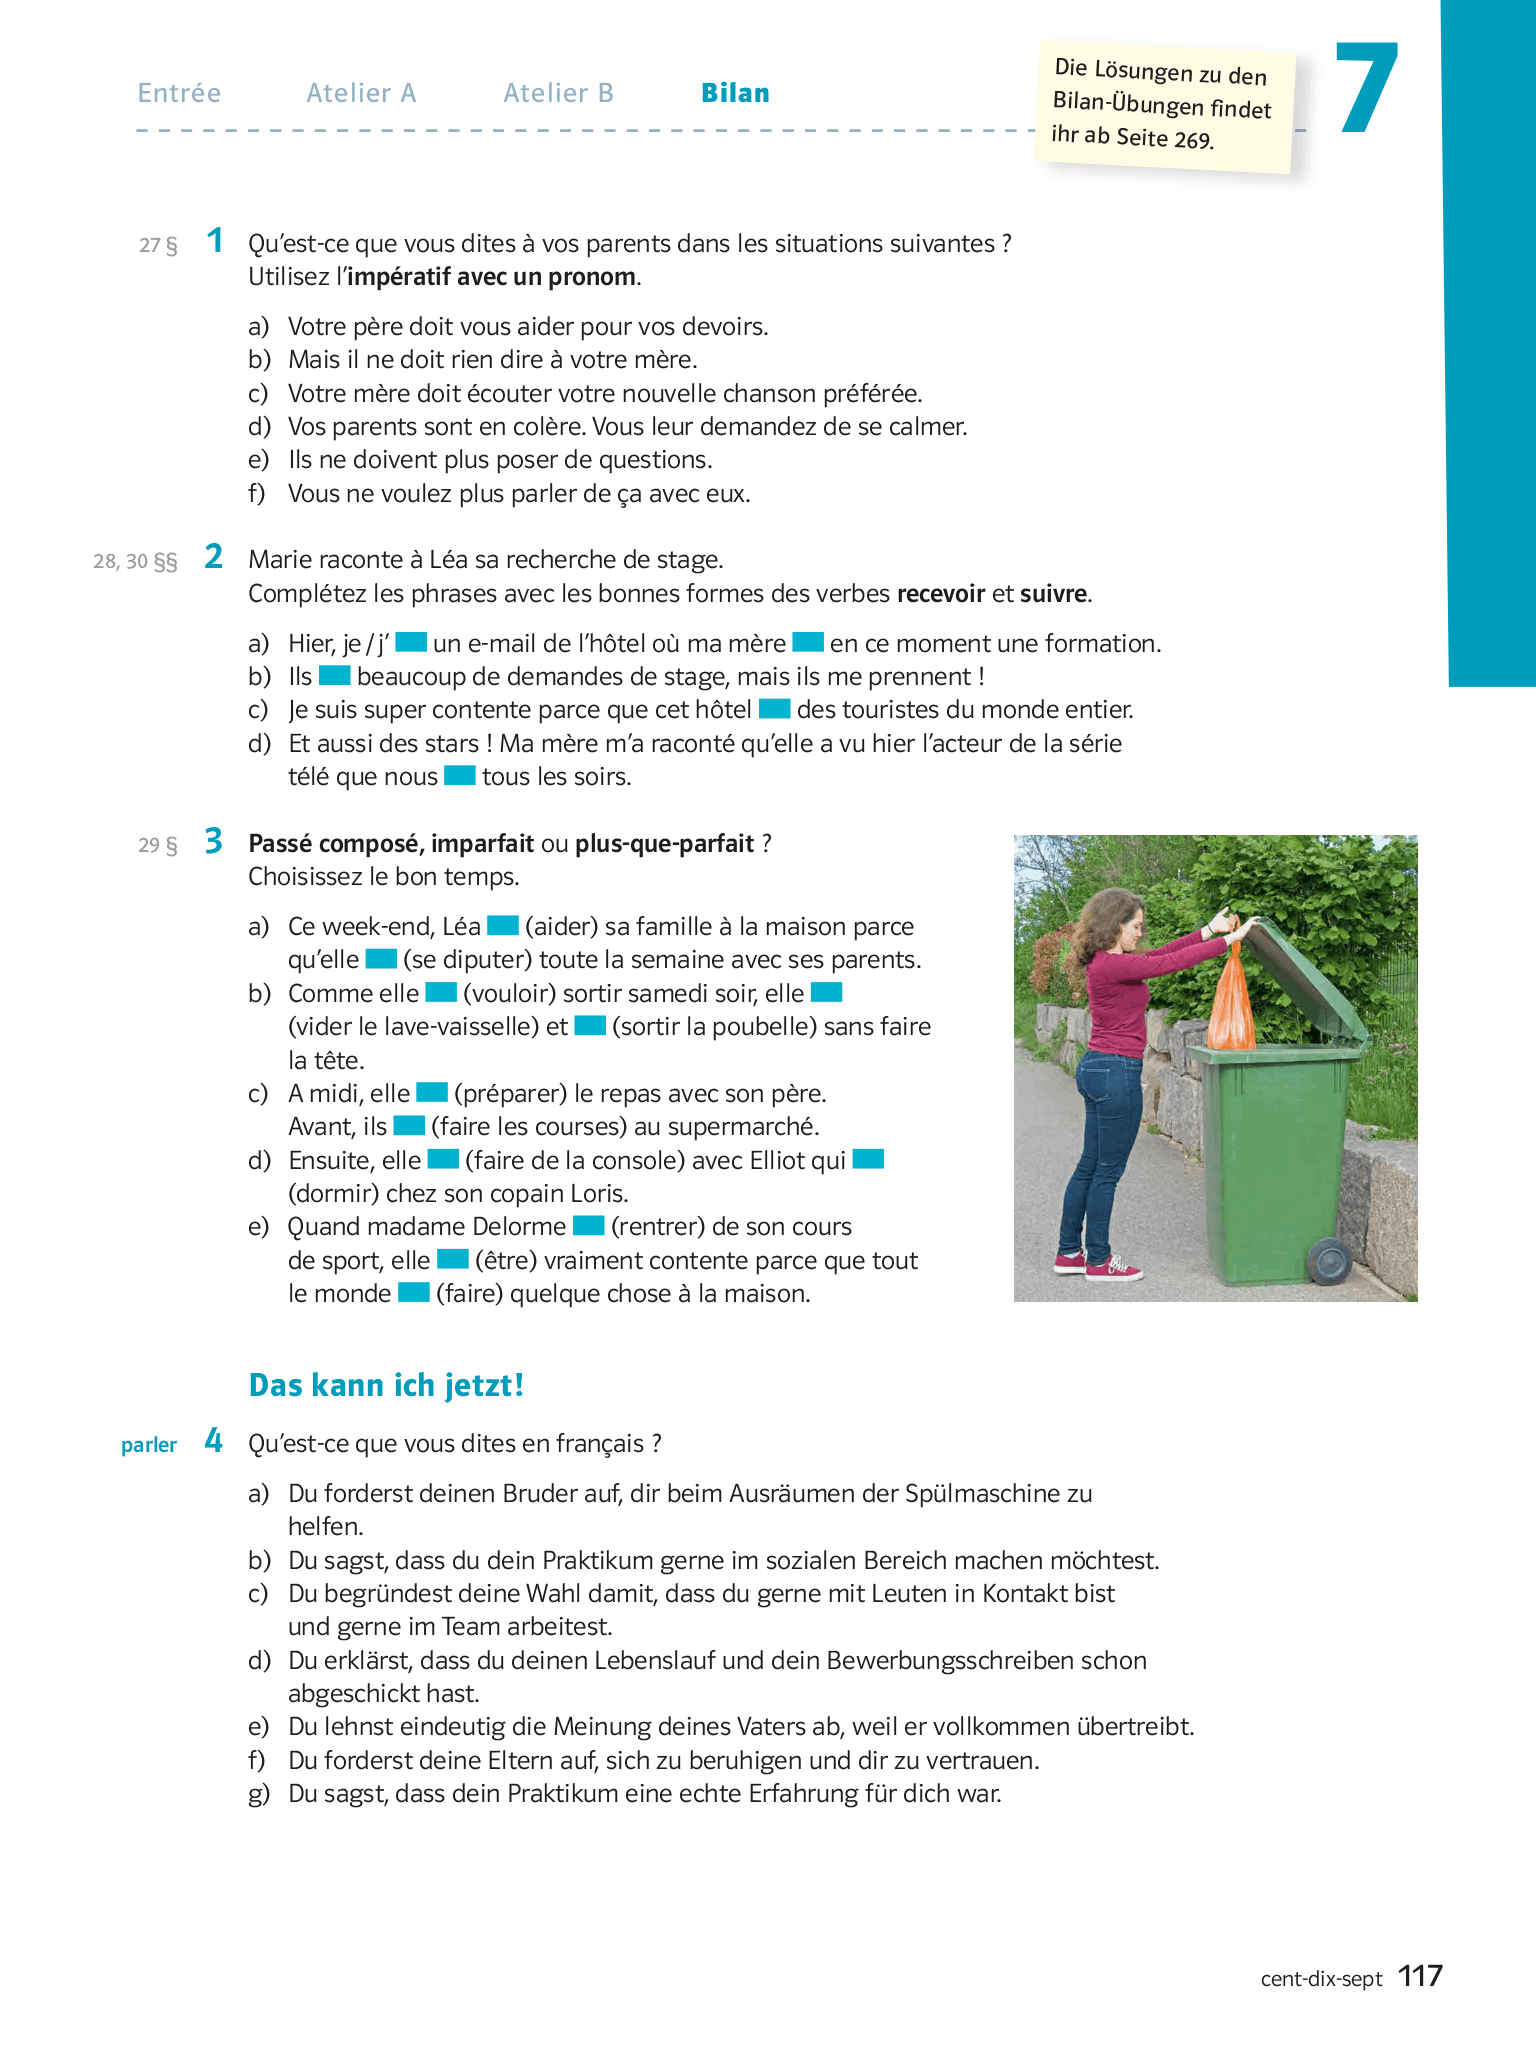 Entrée Atelier A Atelier B Bilan
Die Lösungen zu den
Bilan-Übungen findet
ihr ab Seite 269.
7
27 § 1 Qu’est-ce que vous dites à vos parents dans les situations suivantes ?
Utilisez l’impératif avec un pronom.
a) Votre père doit vous aider pour vos devoirs.
b) Mais il ne doit rien dire à votre mère.
c) Votre mère doit écouter votre nouvelle chanson préférée.
d) Vos parents sont en colère. Vous leur demandez de se calmer.
e) Ils ne doivent plus poser de questions.
f) Vous ne voulez plus parler de ça avec eux.
28, 30 §§ 2 Marie raconte à Léa sa recherche de stage.
Complétez les phrases avec les bonnes formes des verbes recevoir et suivre.
a) Hier, je / j’ un e-mail de l’hôtel où ma mère en ce moment une formation.
b) Ils beaucoup de demandes de stage, mais ils me prennent !
c) Je suis super contente parce que cet hôtel des touristes du monde entier.
d) Et aussi des stars ! Ma mère m’a raconté qu’elle a vu hier l’acteur de la série
télé que nous tous les soirs.
29 § 3 Passé composé, imparfait ou plus-que-parfait ?
Choisissez le bon temps.
a) Ce week-end, Léa (aider) sa famille à la maison parce
qu’elle (se diputer) toute la semaine avec ses parents.
b) Comme elle (vouloir) sortir samedi soir, elle
(vider le lave-vaisselle) et (sortir la poubelle) sans faire
la tête.
c) A midi, elle (préparer) le repas avec son père.
Avant, ils (faire les courses) au supermarché.
d) Ensuite, elle (faire de la console) avec Elliot qui
(dormir) chez son copain Loris.
e) Quand madame Delorme (rentrer) de son cours
de sport, elle (être) vraiment contente parce que tout
le monde (faire) quelque chose à la maison.
Das kann ich jetzt!
parler 4 Qu’est-ce que vous dites en français ?
a) Du forderst deinen Bruder auf, dir beim Ausräumen der Spülmaschine zu
helfen.
b) Du sagst, dass du dein Praktikum gerne im sozialen Bereich machen möchtest.
c) Du begründest deine Wahl damit, dass du gerne mit Leuten in Kontakt bist
und gerne im Team arbeitest.
d) Du erklärst, dass du deinen Lebenslauf und dein Bewerbungsschreiben schon
abgeschickt hast.
e) Du lehnst eindeutig die Meinung deines Vaters ab, weil er vollkommen übertreibt.
f) Du forderst deine Eltern auf, sich zu beruhigen und dir zu vertrauen.
g) Du sagst, dass dein Praktikum eine echte Erfahrung für dich war.
cent-dix-sept 117